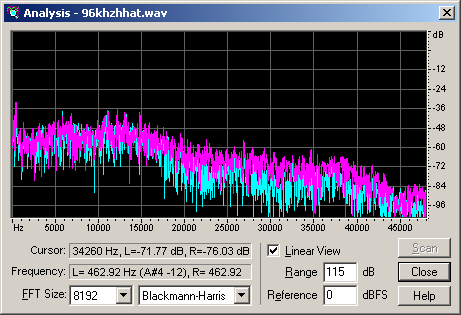 Analysis - 96khzhhat.wav
dB
-12
-24
-36
-48
-60
-72
-84
-96
Hz 5000 10000 15000 20000 25000 30000 35000 40000 45000
Cursor: 34260 Hz, L=-71.77 dB, R=-76.03 dB Linear View Scan
Frequency: L= 462.92 Hz (A#4 -12), R= 462.92 Range 115 dB Close
FFT Size: 8192 Blackmann-Harris Reference 0 dBFS Help